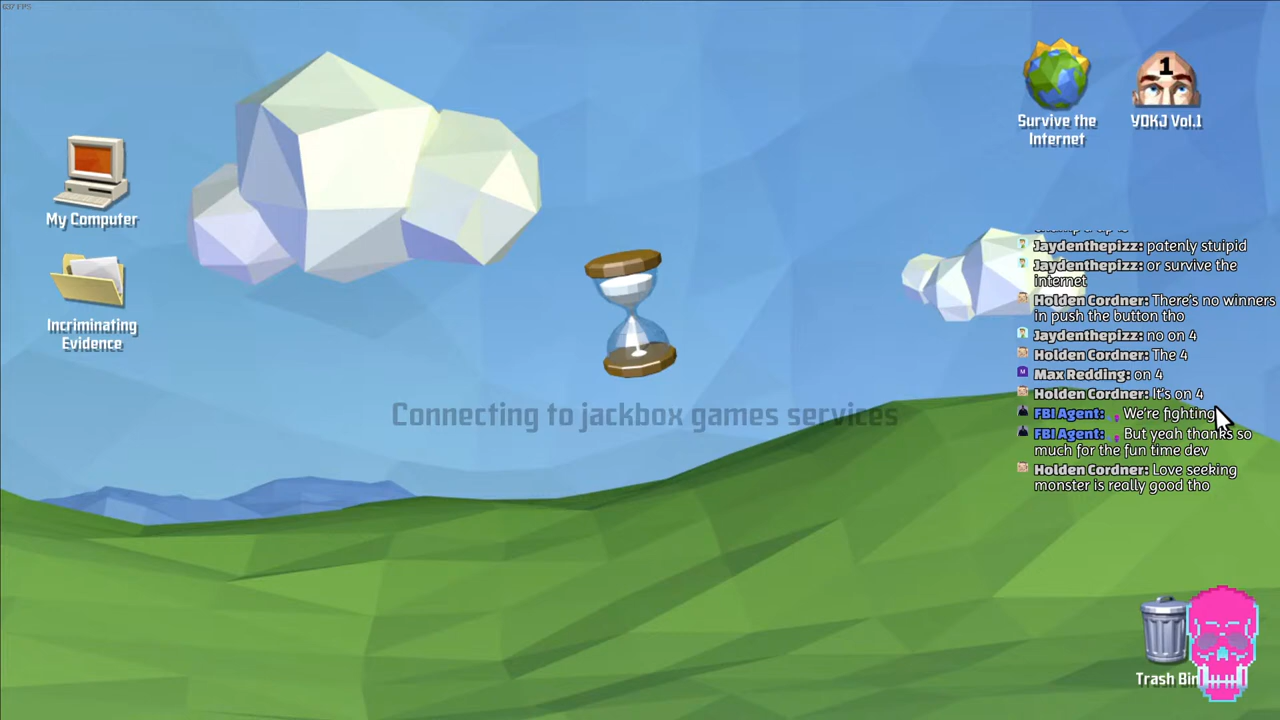 My Computer
Incriminating
Evidence
Survive the
Internet
1
YDKJ Vol.1
Connecting to jackbox games services
Jaydenthepizz: patenly stuipid
Jaydenthepizz: or survive the
internet
Holden Cordner: There's no winners
in push the button tho
Jaydenthepizz: no on 4
Holden Cordner: The 4
Max Redding: on 4
Holden Cordner: It's on 4
FBI Agent: We're fighting
FBI Agent: But yeah thanks so
much for the fun time dev
Holden Cordner: Love seeking
monster is really good tho
Trash Bin